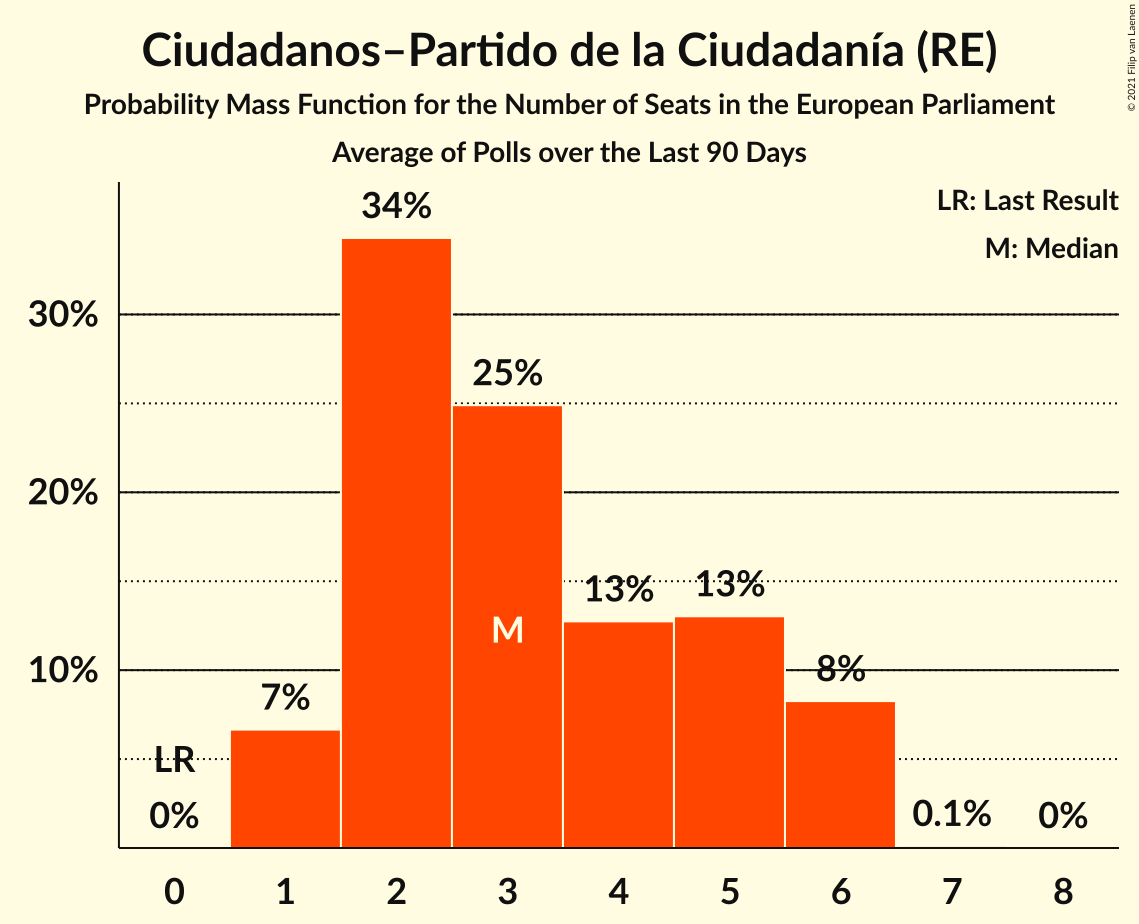 Ciudadanos–Partido de la Ciudadanía (RE)
Probability Mass Function for the Number of Seats in the European Parliament
Average of Polls over the Last 90 Days
© 2021 Filip van Laenen
LR: Last Result
M: Median
34%
30%
25%
20%
13%
13%
M
10%
8%
7%
LR
0%
0.1%
0%
0 1 2 3 4 5 6 7 8